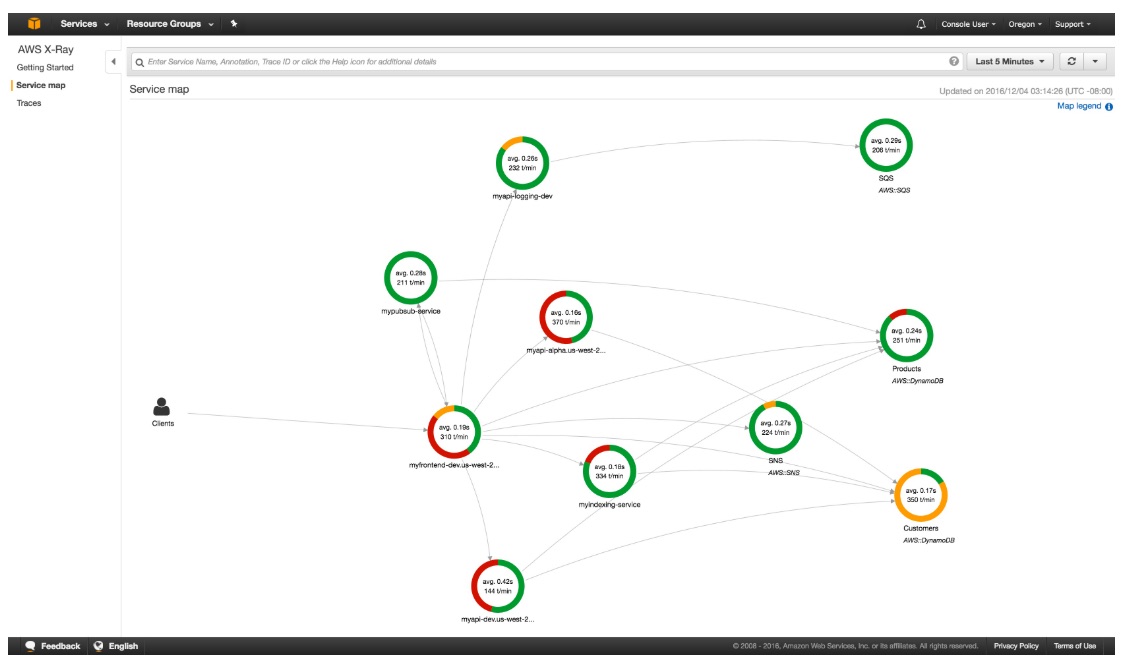 Services
Resource Groups
Console User
Oregon
Support
AWS X-Ray
Getting Started
Service map
Traces
Enter Service Name, Annotation, Trace ID or click the Help icon for additional details
Last 5 Minutes
Service map
Updated on 2016/12/04 03:14:26 (UTC -08:00)
Map legend
avg. 0.26s
232 t/min
myapi-logging-dev
avg. 0.29s
206 t/min
SQS
AWS::SQS
avg. 0.28s
211 t/min
mypubsub-service
avg. 0.16s
370 t/min
myapi-alpha.us-west-2...
avg. 0.24s
251 t/min
Products
AWS::DynamoDB
Clients
avg. 0.19s
310 t/min
myfrontend-dev.us-west-2...
avg. 0.27s
224 t/min
SNS
AWS::SNS
avg. 0.18s
334 t/min
myindexing-service
avg. 0.17s
350 t/min
Customers
AWS::DynamoDB
avg. 0.42s
144 t/min
myapi-dev.us-west-2...
Feedback
English
© 2008 - 2016, Amazon Web Services, Inc. or its affiliates. All rights reserved.
Privacy Policy
Terms of Use